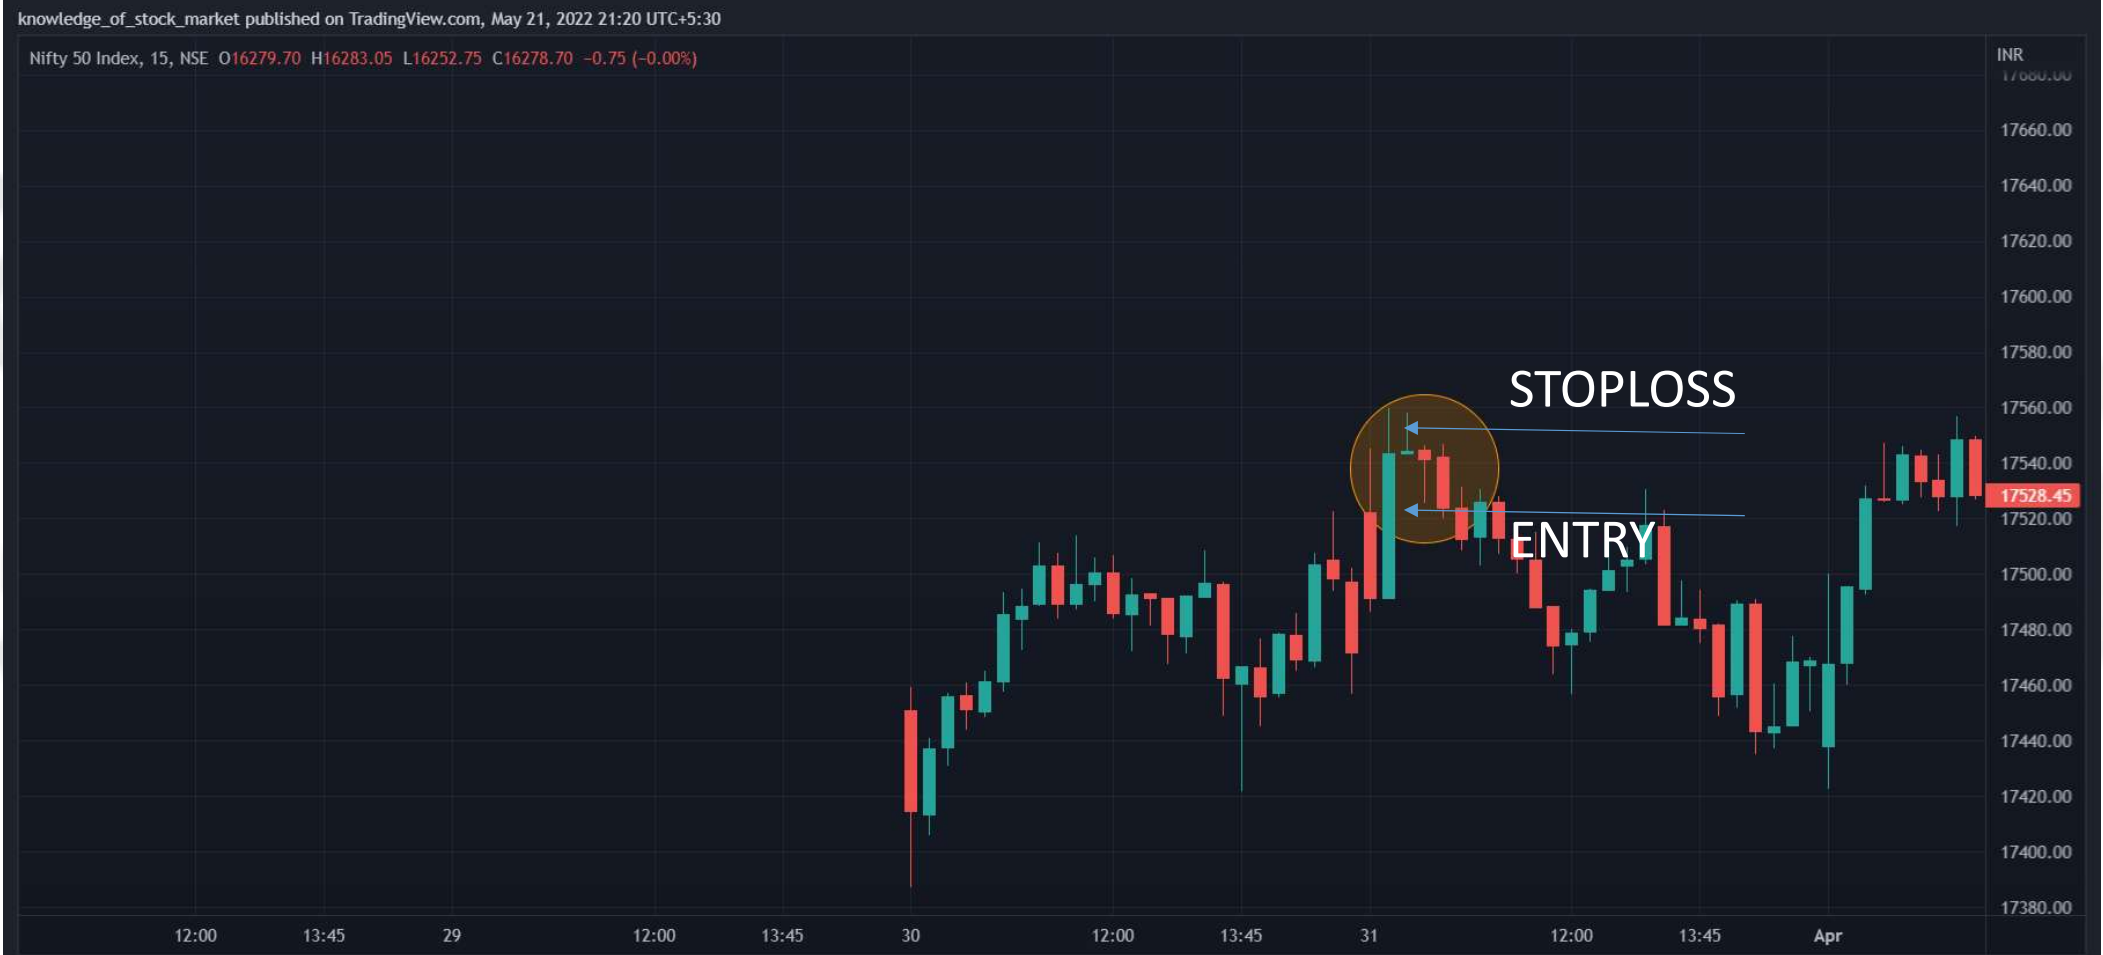 knowledge_of_stock_market published on TradingView.com, May 21, 2022 21:20 UTC+5:30
Nifty 50 Index, 15, NSE O16279.70 H16283.05 L16252.75 C16278.70 −0.75 (−0.00%)
INR
17680.00
17660.00
17640.00
17620.00
17600.00
17580.00
STOPLOSS
17560.00
17540.00
17528.45
17520.00
ENTRY
17500.00
17480.00
17460.00
17440.00
17420.00
17400.00
17380.00
12:00 13:45 29 12:00 13:45 30 12:00 13:45 31 12:00 13:45 Apr